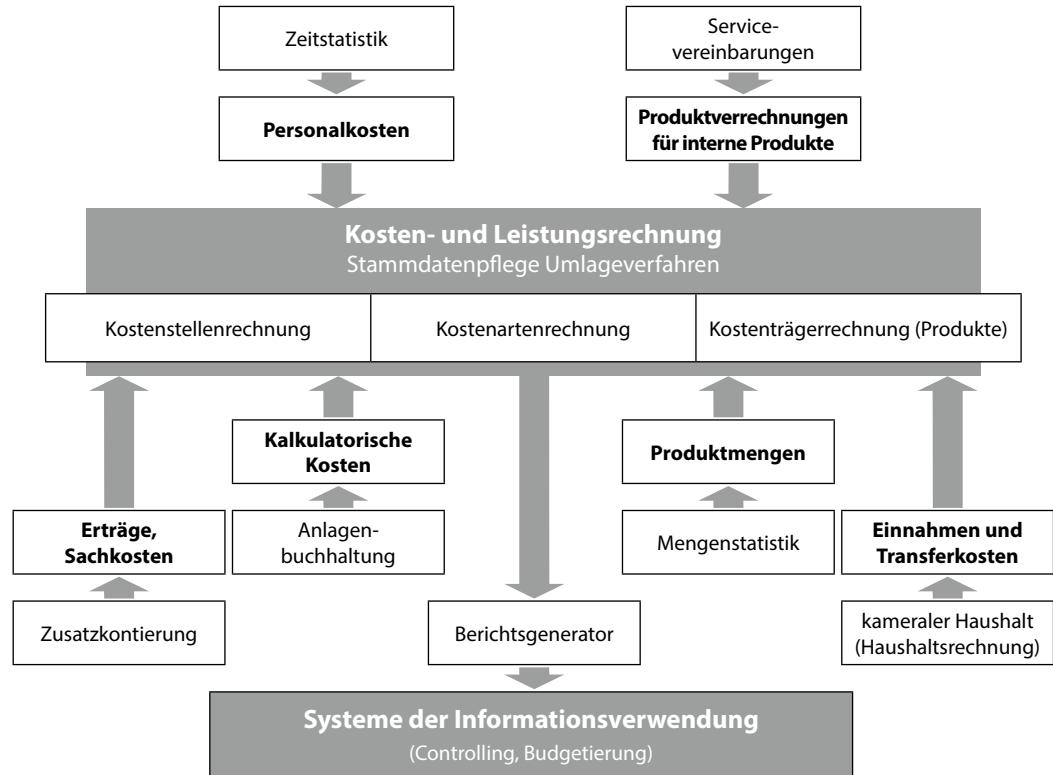 Zeitstatistik
Service-
vereinbarungen
Personalkosten
Produktverrechnungen
für interne Produkte
Kosten- und Leistungsrechnung
Stammdatenpflege Umlageverfahren
Kostenstellenrechnung
Kostenartenrechnung
Kostenträgerrechnung (Produkte)
Kalkulatorische
Kosten
Produktmengen
Erträge,
Sachkosten
Anlagen-
buchhaltung
Mengenstatistik
Einnahmen und
Transferkosten
Zusatzkontierung
Berichtsgenerator
kameraler Haushalt
(Haushaltsrechnung)
Systeme der Informationsverwendung
(Controlling, Budgetierung)